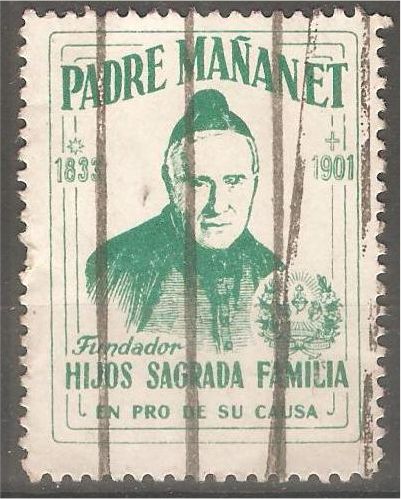 PADRE MAÑANET
1833 1901
Fundador
HIJOS SAGRADA FAMILIA
EN PRO DE SU CAUSA